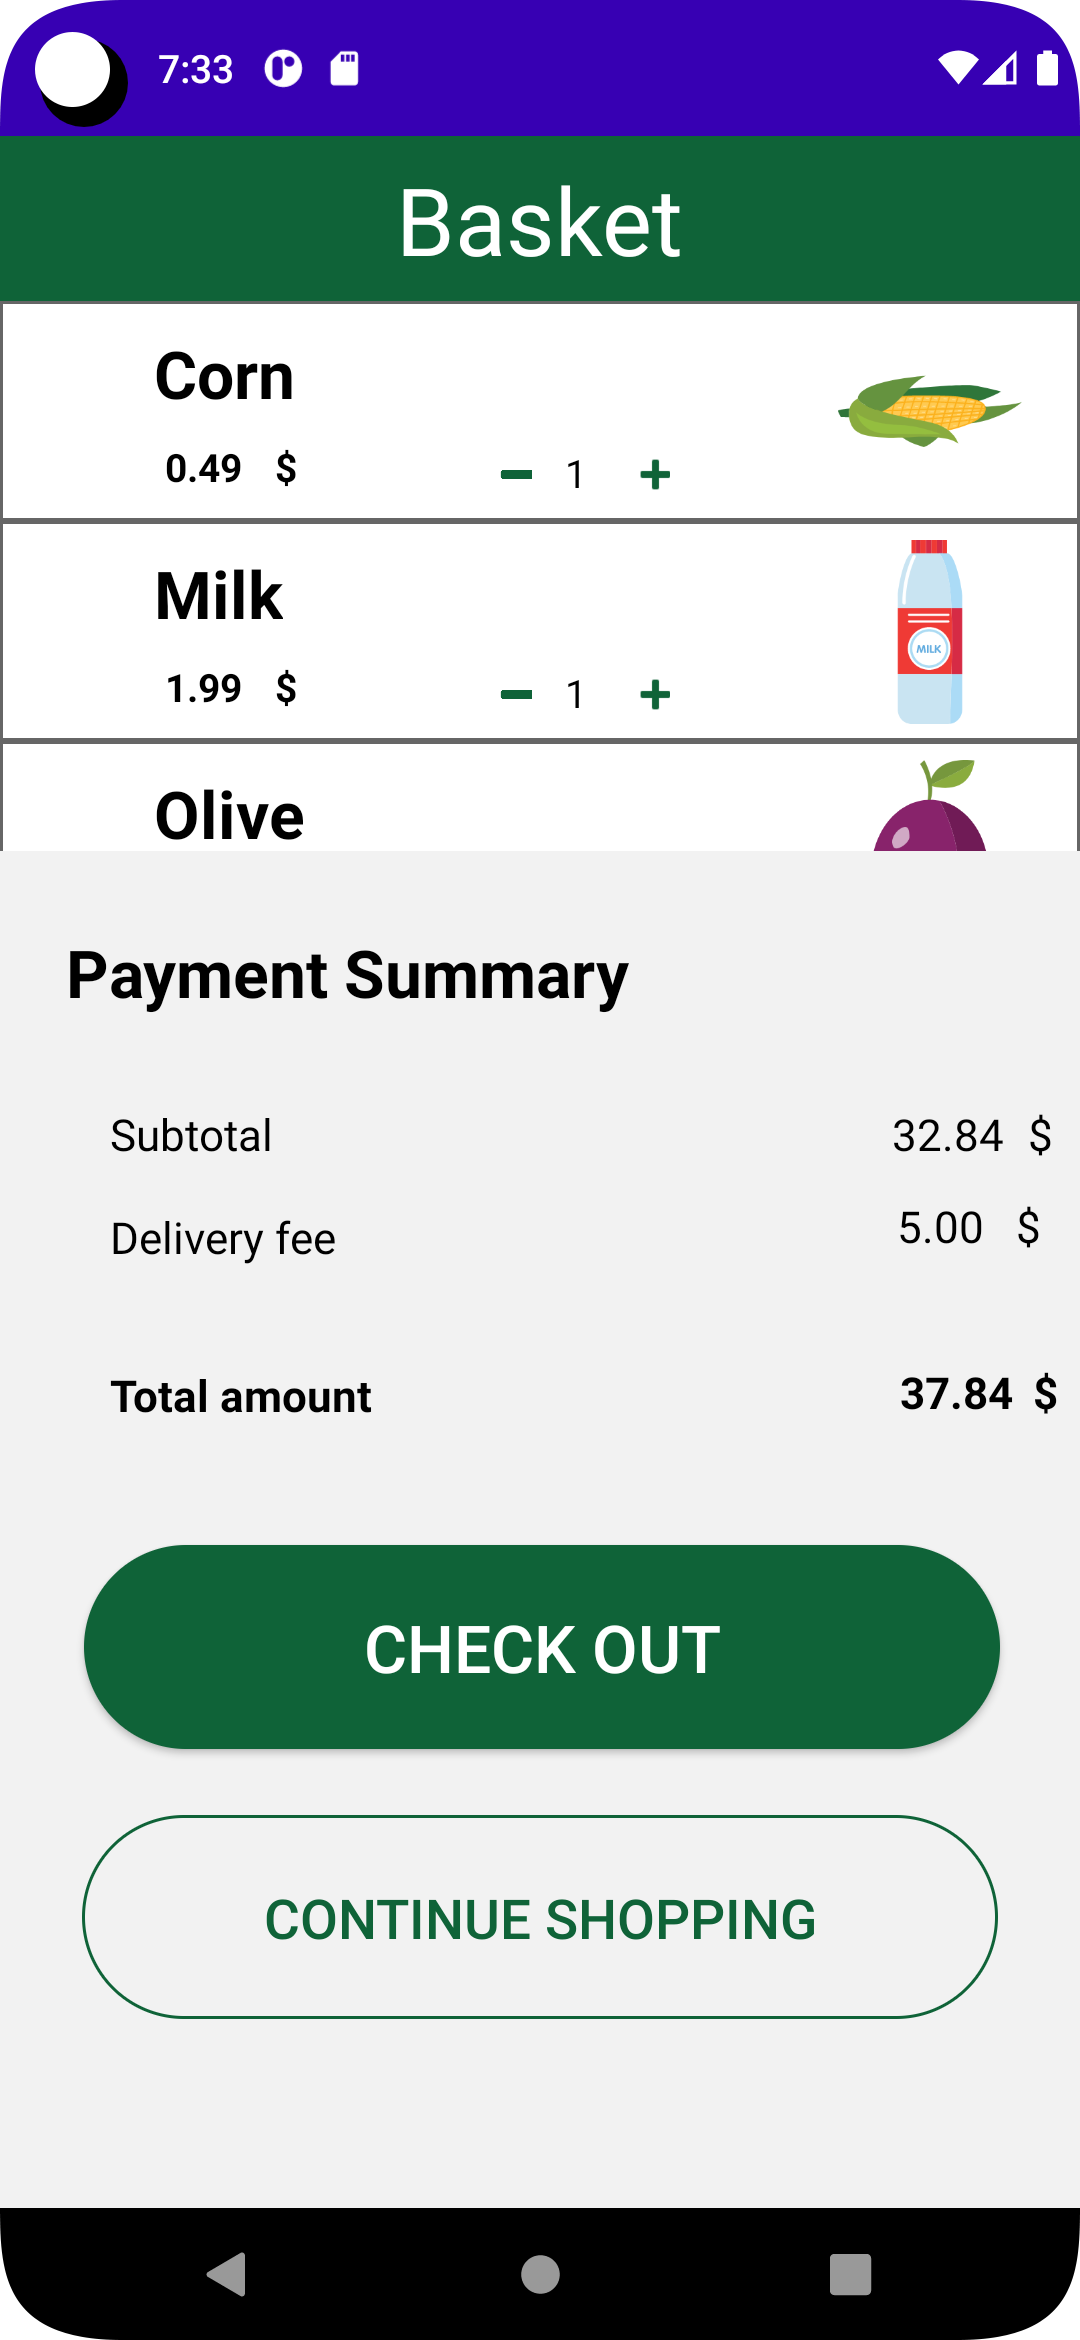 7:33
Basket
Corn
0.49 $
1
Milk
1.99 $
1
MILK
Olive
Payment Summary
Subtotal 32.84 $
Delivery fee 5.00 $
Total amount 37.84 $
CHECK OUT
CONTINUE SHOPPING